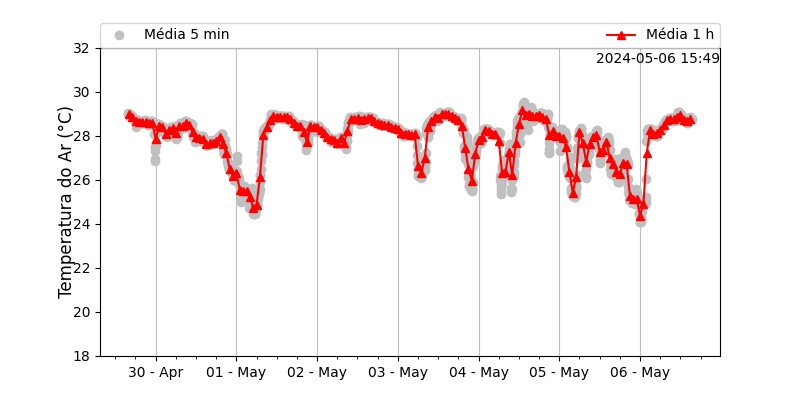 Média 5 min
Média 1 h
2024-05-06 15:49
Temperatura do Ar (°C)
32
30
28
26
24
22
20
18
30 - Apr
01 - May
02 - May
03 - May
04 - May
05 - May
06 - May